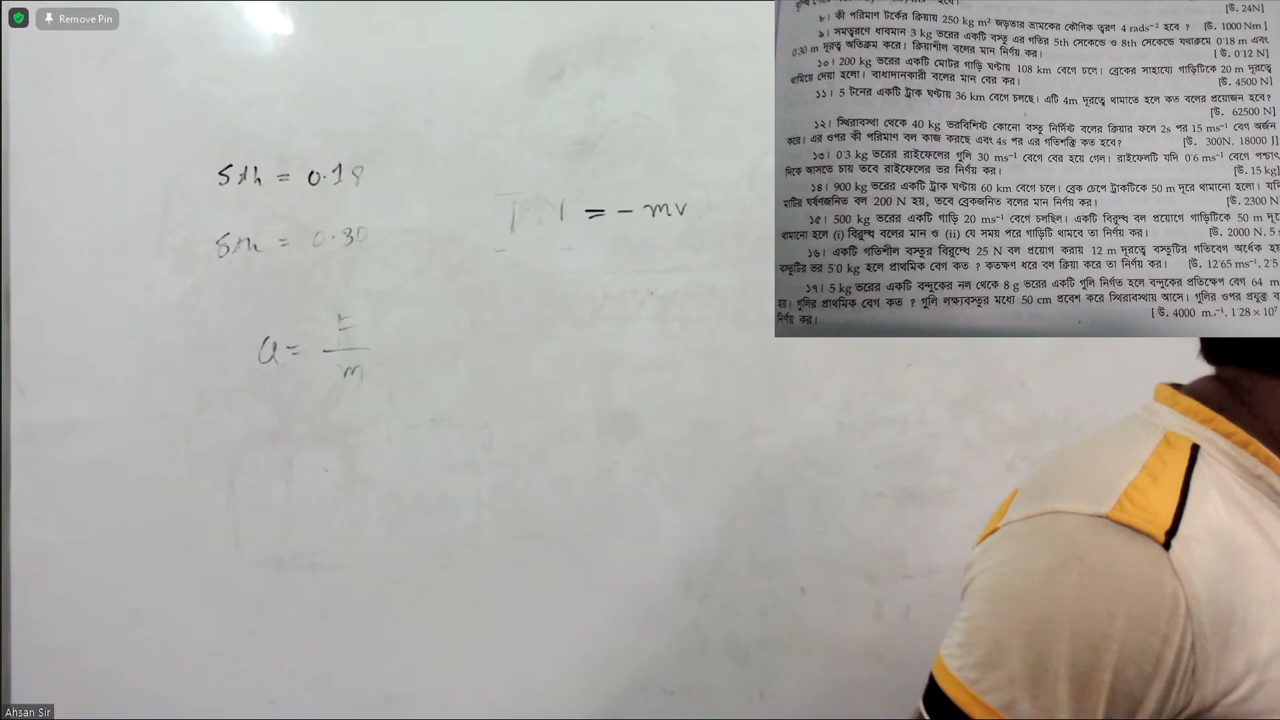 Remove Pin
5th = 0.18
8th = 0.30
a = F/m
= - mv
[উ. 24N]
৮। কী পরিমাণ টর্কের ক্রিয়ায় 250 kg m² জড়তার ভ্রামকের কৌণিক ত্বরণ 4 rads⁻² হবে ? [উ. 1000 Nm ]
৯। সমত্বরণে ধাবমান 3 kg ভরের একটি বস্তু এর গতির 5th সেকেন্ডে ও 8th সেকেন্ডে যথাক্রমে 0·18 m এবং
0·30 m দূরত্ব অতিক্রম করে। ক্রিয়াশীল বলের মান নির্ণয় কর। [ উ. 0·12 N]
১০। 200 kg ভরের একটি মোটর গাড়ি ঘণ্টায় 108 km বেগে চলে। ব্রেকের সাহায্যে গাড়িটিকে 20 m দূরত্বে
থামিয়ে দেয়া হলো। বাধাদানকারী বলের মান বের কর। [উ. 4500 N]
১১। 5 টনের একটি ট্রাক ঘণ্টায় 36 km বেগে চলছে। এটি 4m দূরত্বে থামাতে হলে কত বলের প্রয়োজন হবে?
[উ. 62500 N]
১২। স্থিরাবস্থা থেকে 40 kg ভরবিশিষ্ট কোনো বস্তু নির্দিষ্ট বলের ক্রিয়ার ফলে 2s পর 15 ms⁻¹ বেগ অর্জন
করে। এর ওপর কী পরিমাণ বল কাজ করছে এবং 4s পর এর গতিশক্তি কত হবে? [উ. 300N, 18000 J]
১৩। 0·3 kg ভরের রাইফেলের গুলি 30 ms⁻¹ বেগে বের হয়ে গেল। রাইফেলটি যদি 0·6 ms⁻¹ বেগে পশ্চাৎ
দিকে আসতে চায় তবে রাইফেলের ভর নির্ণয় কর। [উ. 15 kg]
১৪। 900 kg ভরের একটি ট্রাক ঘণ্টায় 60 km বেগে চলে। ব্রেক চেপে ট্রাকটিকে 50 m দূরে থামানো হলো। যদি
মাটির ঘর্ষণজনিত বল 200 N হয়, তবে ব্রেকজনিত বলের মান নির্ণয় কর। [উ. 2300 N
১৫। 500 kg ভরের একটি গাড়ি 20 ms⁻¹ বেগে চলছিল। একটি বিরুদ্ধ বল প্রয়োগে গাড়িটিকে 50 m দূ
থামানো হলে (i) বিরুদ্ধ বলের মান ও (ii) যে সময় পরে গাড়িটি থামবে তা নির্ণয় কর। [উ. 2000 N, 5
১৬। একটি গতিশীল বস্তুর বিরুদ্ধে 25 N বল প্রয়োগ করায় 12 m দূরত্বে বস্তুটির গতিবেগ অর্ধেক হ
বস্তুটির ভর 5·0 kg হলে প্রাথমিক বেগ কত ? কতক্ষণ ধরে বল ক্রিয়া করে তা নির্ণয় কর। [উ. 12·65 ms⁻¹, 2·5
১৭। 5 kg ভরের একটি বন্দুকের নল থেকে 8 g ভরের একটি গুলি নির্গত হলে বন্দুকের প্রতিক্ষেপ বেগ 64 m
হয়। গুলির প্রাথমিক বেগ কত ? গুলি লক্ষ্যবস্তুর মধ্যে 50 cm প্রবেশ করে স্থিরাবস্থায় আসে। গুলির ওপর প্রযুক্ত
নির্ণয় কর। [ উ. 4000 m.⁻¹, 1·28 × 10⁷
Ahsan Sir